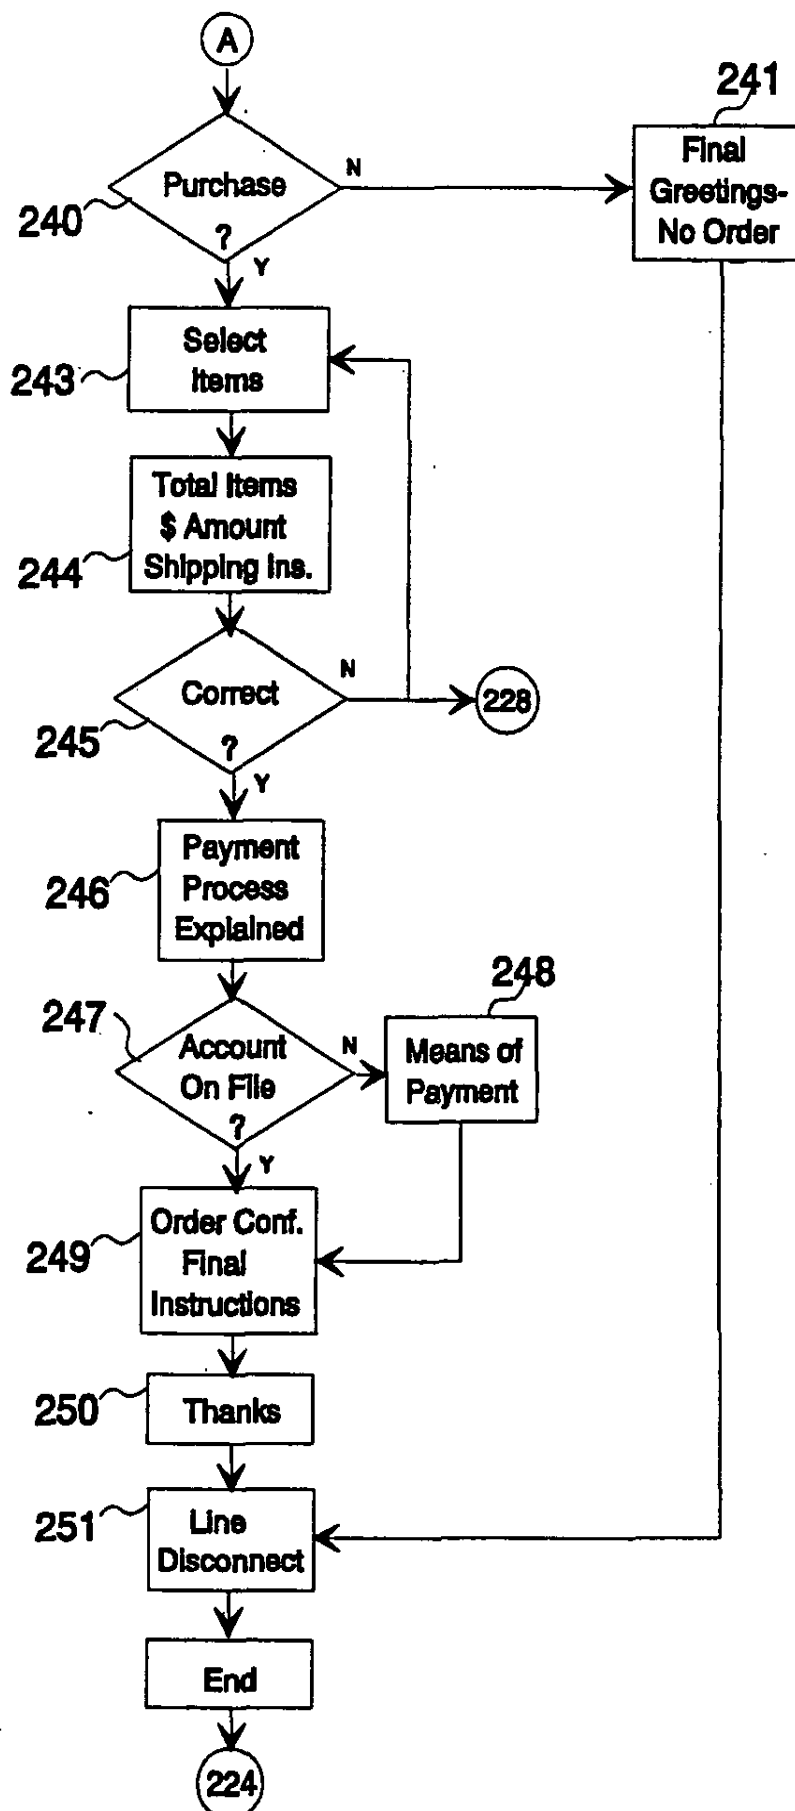 A
241
Final
Greetings-
No Order
Purchase
?
N
Y
240
Select
Items
243
Total Items
$ Amount
Shipping Ins.
244
Correct
?
N
Y
228
245
Payment
Process
Explained
246
248
247
Account
On File
?
N
Y
Means of
Payment
Order Conf.
Final
Instructions
249
Thanks
250
Line
Disconnect
251
End
224